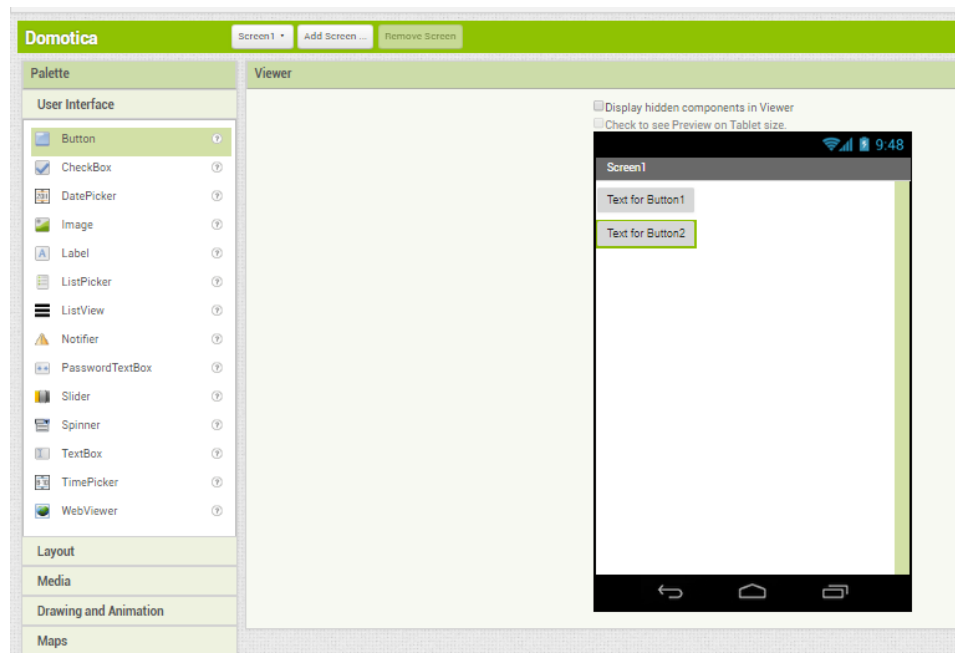 Domotica
Screen1
Add Screen ...
Remove Screen
Palette
Viewer
User Interface
Button
CheckBox
DatePicker
Image
Label
ListPicker
ListView
Notifier
PasswordTextBox
Slider
Spinner
TextBox
TimePicker
WebViewer
Layout
Media
Drawing and Animation
Maps
Display hidden components in Viewer
Check to see Preview on Tablet size.
9:48
Screen1
Text for Button1
Text for Button2